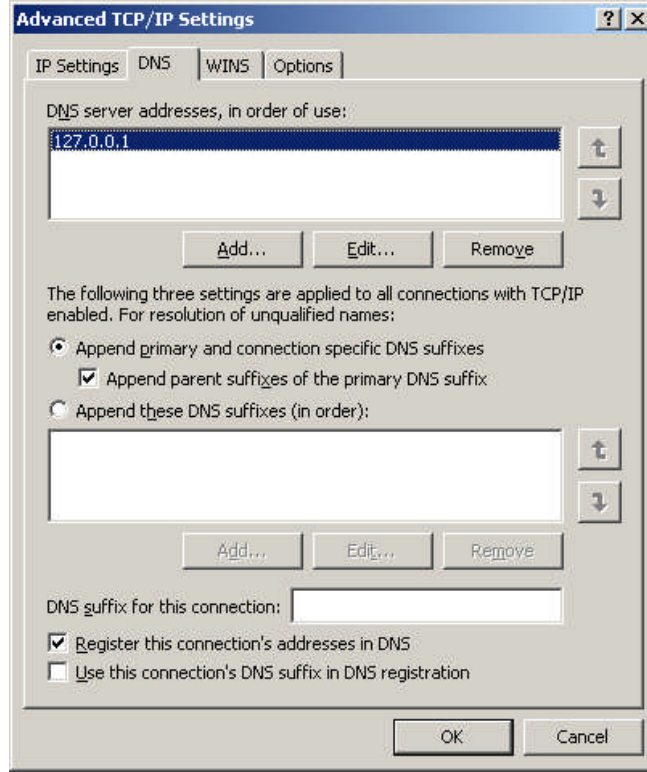 Advanced TCP/IP Settings
IP Settings DNS WINS Options
DNS server addresses, in order of use:
127.0.0.1
Add... Edit... Remove
The following three settings are applied to all connections with TCP/IP
enabled. For resolution of unqualified names:
Append primary and connection specific DNS suffixes
Append parent suffixes of the primary DNS suffix
Append these DNS suffixes (in order):
Add... Edit... Remove
DNS suffix for this connection:
Register this connection's addresses in DNS
Use this connection's DNS suffix in DNS registration
OK Cancel